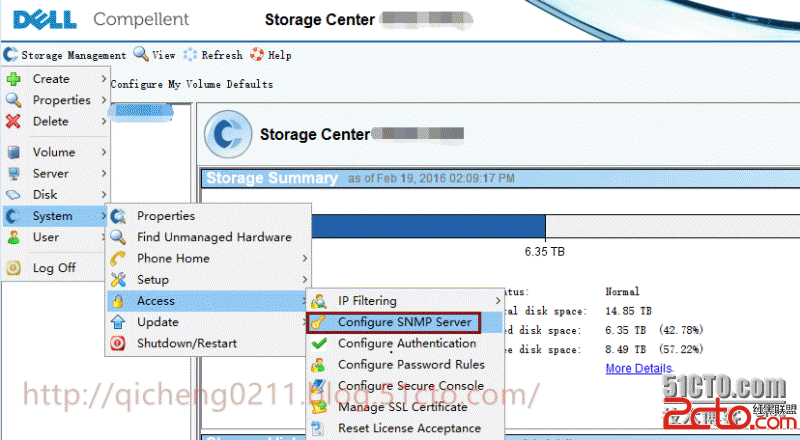 DELL Compellent Storage Center
Storage Management View Refresh Help
Create
Properties
Delete
Volume
Server
Disk
System
User
Log Off
Configure My Volume Defaults
Storage Center
Storage Summary as of Feb 19, 2016 02:09:17 PM
6.35 TB
Properties
Find Unmanaged Hardware
Phone Home
Setup
Access
Update
Shutdown/Restart
IP Filtering
Configure SNMP Server
Configure Authentication
Configure Password Rules
Configure Secure Console
Manage SSL Certificate
Reset License Acceptance
tus: Normal
al disk space: 14.85 TB
ed disk space: 6.35 TB (42.78%)
ee disk space: 8.49 TB (57.22%)
More Details
http://qicheng0211.blog.51cto.com/
51CTO.com
2cto.com
红黑联盟